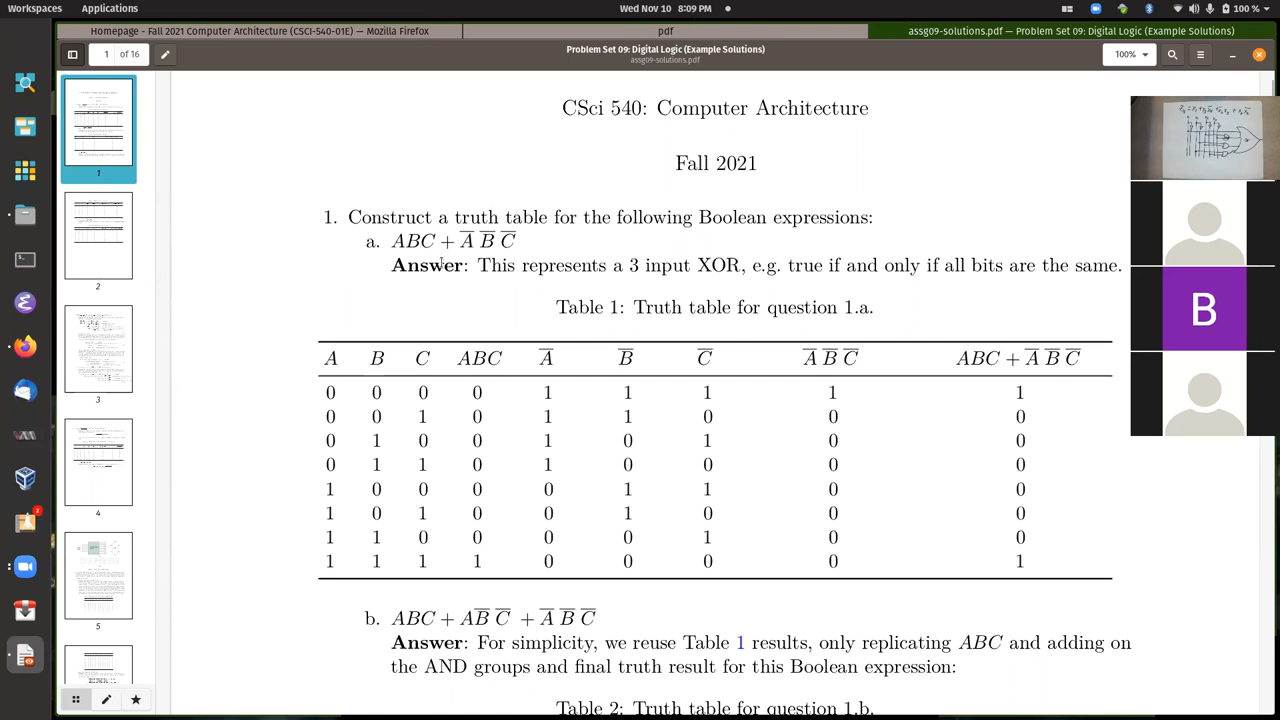 Workspaces Applications Wed Nov 10 8:09 PM 100 %
Homepage - Fall 2021 Computer Architecture (CSCI-540-01E) — Mozilla Firefox pdf assg09-solutions.pdf — Problem Set 09: Digital Logic (Example Solutions)
1 of 16 Problem Set 09: Digital Logic (Example Solutions) 100%
assg09-solutions.pdf
CSci 540: Computer Architecture
Fall 2021
1. Construct a truth table for the following Boolean expressions:
a. ABC + A̅ B̅ C̅
Answer: This represents a 3 input XOR, e.g. true if and only if all bits are the same.
Table 1: Truth table for question 1.a.
A B C ABC A̅ B̅ C̅ A̅ B̅ C̅ ABC + A̅ B̅ C̅
0 0 0 0 1 1 1 1 1
0 0 1 0 1 1 0 0 0
0 1 0 0 1 0 1 0 0
0 1 1 0 1 0 0 0 0
1 0 0 0 0 1 1 0 0
1 0 1 0 0 1 0 0 0
1 1 0 0 0 0 1 0 0
1 1 1 1 0 0 0 0 1
b. ABC + AB̅ C̅ + A̅ B̅ C̅
Answer: For simplicity, we reuse Table 1 results, only replicating ABC and adding on
the AND groups and final truth result for this Boolean expression:
Table 2: Truth table for question 1.b.
1
2
3
4
5
2
B